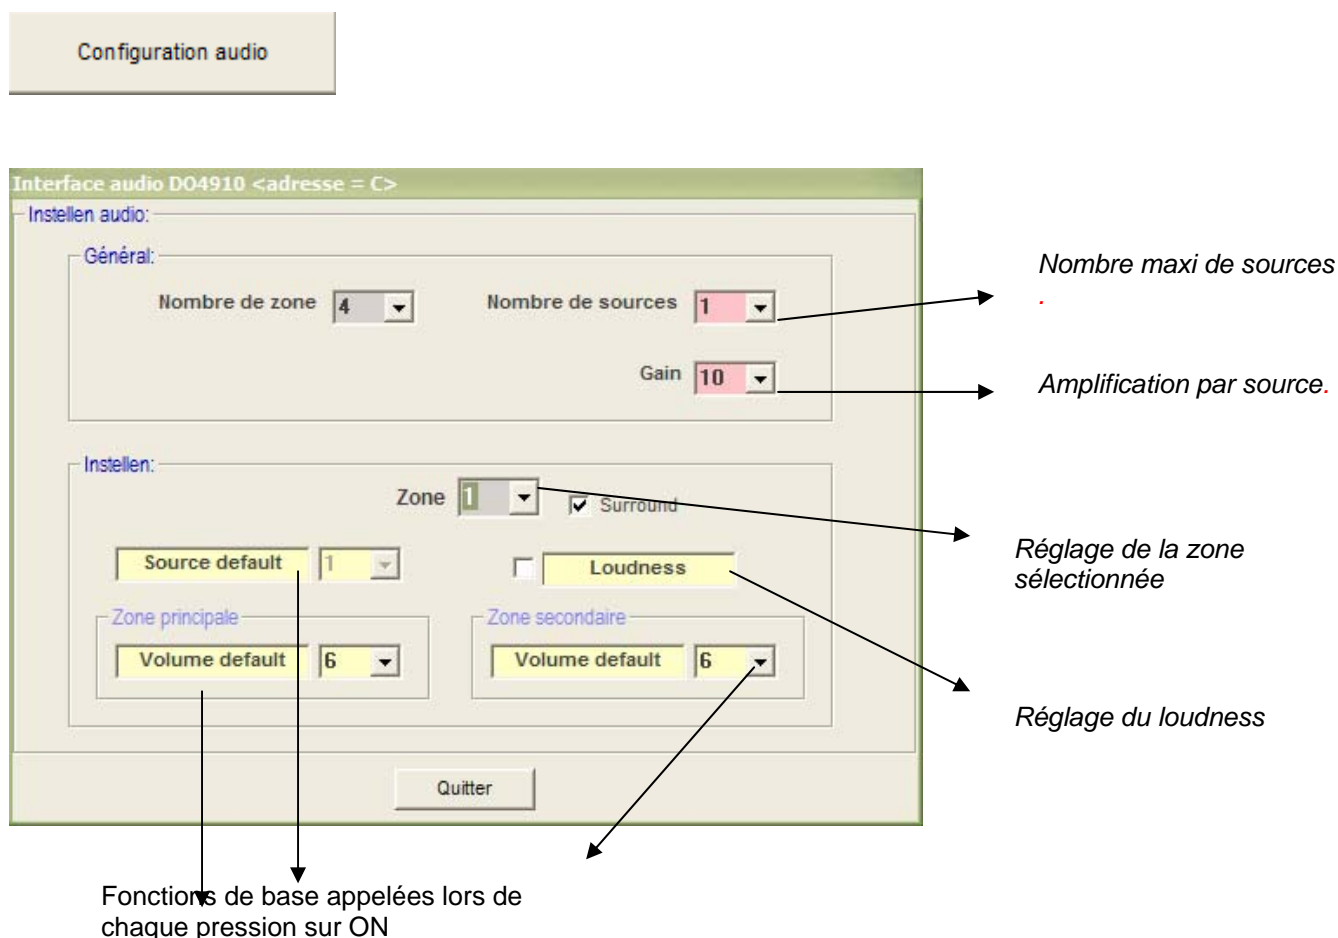 Configuration audio
Interface audio DO4910 <adresse = C>
Instellen audio:
Général:
Nombre de zone 4
Nombre de sources 1
Gain 10
Nombre maxi de sources
.
Amplification par source.
Instellen:
Zone 1
Surround
Source default 1
Loudness
Réglage de la zone
sélectionnée
Zone principale
Volume default 6
Zone secondaire
Volume default 6
Réglage du loudness
Quitter
Fonctions de base appelées lors de
chaque pression sur ON